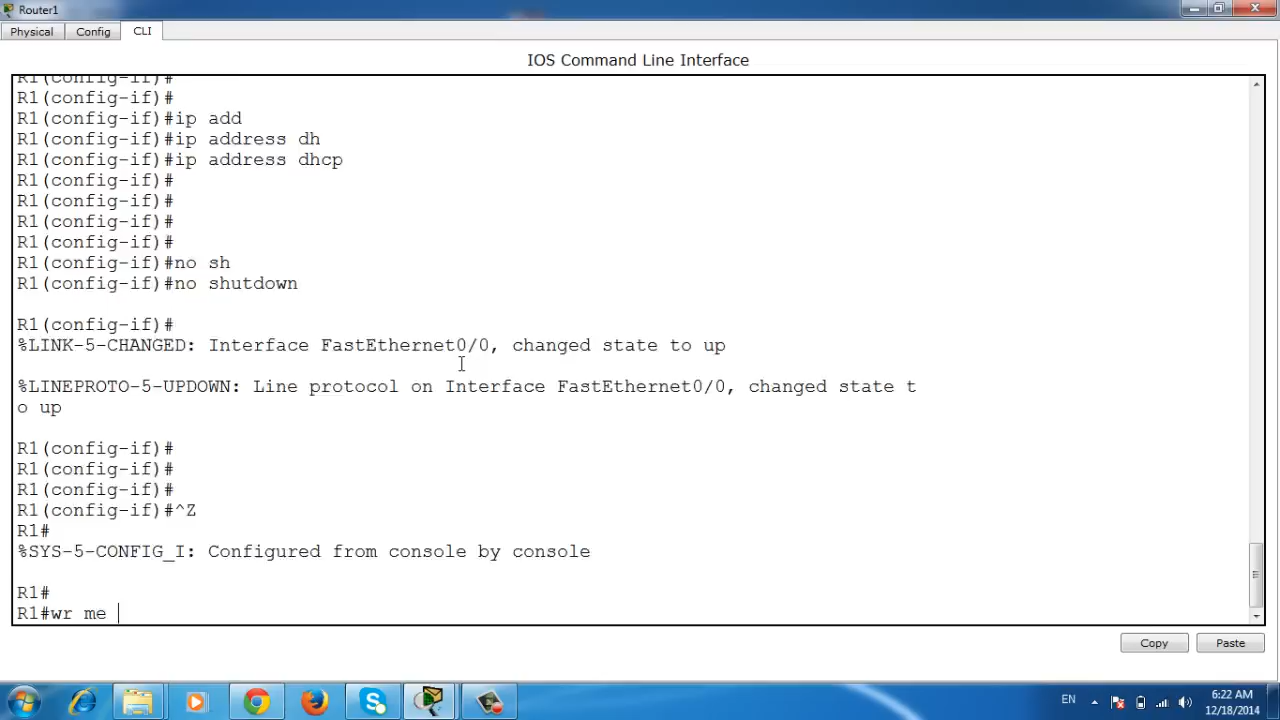 Router1
Physical Config CLI
IOS Command Line Interface
R1(config-if)#
R1(config-if)#
R1(config-if)#ip add
R1(config-if)#ip address dh
R1(config-if)#ip address dhcp
R1(config-if)#
R1(config-if)#
R1(config-if)#
R1(config-if)#
R1(config-if)#no sh
R1(config-if)#no shutdown
R1(config-if)#
%LINK-5-CHANGED: Interface FastEthernet0/0, changed state to up
%LINEPROTO-5-UPDOWN: Line protocol on Interface FastEthernet0/0, changed state t
o up
R1(config-if)#
R1(config-if)#
R1(config-if)#
R1(config-if)#^Z
R1#
%SYS-5-CONFIG_I: Configured from console by console
R1#
R1#wr me
Copy Paste
EN 6:22 AM
12/18/2014